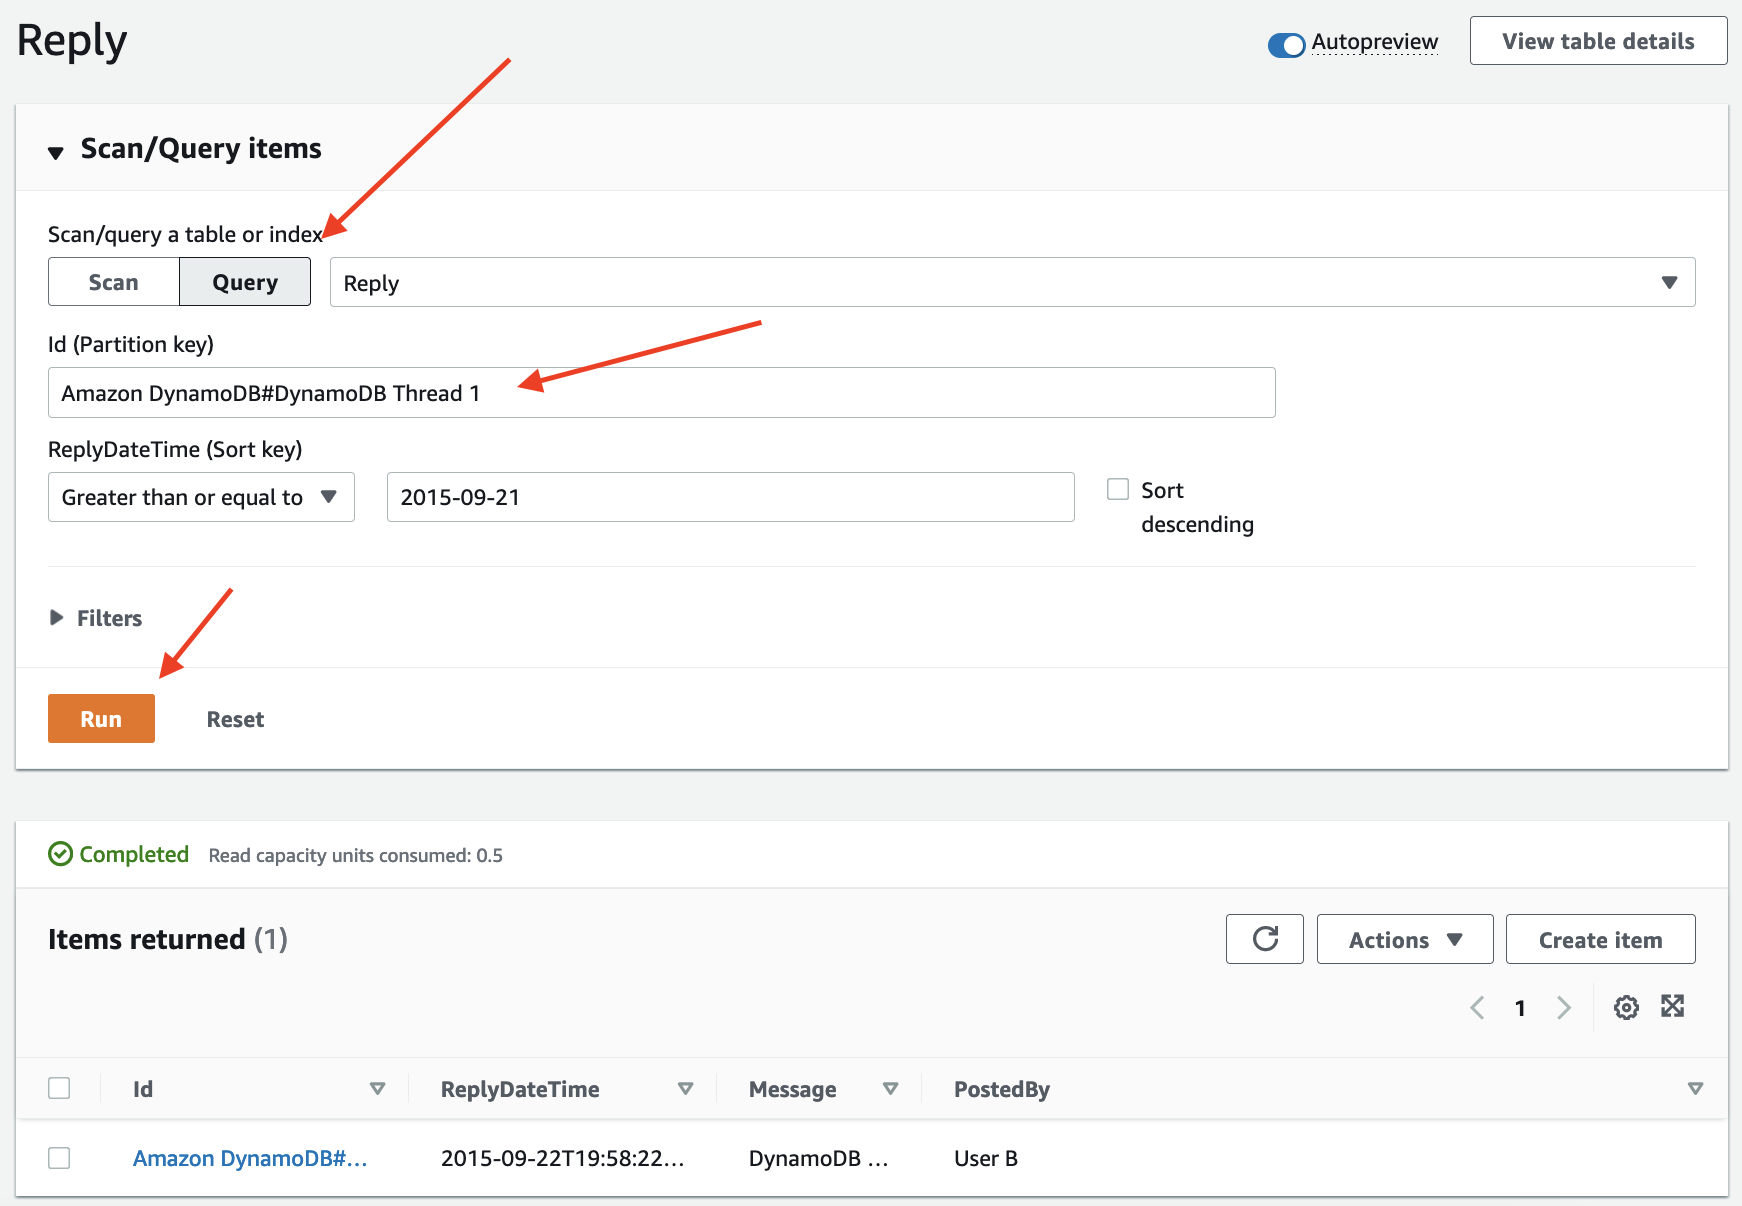 Reply
Autopreview
View table details
Scan/Query items
Scan/query a table or index
Scan
Query
Reply
Id (Partition key)
Amazon DynamoDB#DynamoDB Thread 1
ReplyDateTime (Sort key)
Greater than or equal to
2015-09-21
Sort
descending
Filters
Run
Reset
Completed
Read capacity units consumed: 0.5
Items returned (1)
Actions
Create item
1
Id
ReplyDateTime
Message
PostedBy
Amazon DynamoDB#...
2015-09-22T19:58:22...
DynamoDB ...
User B